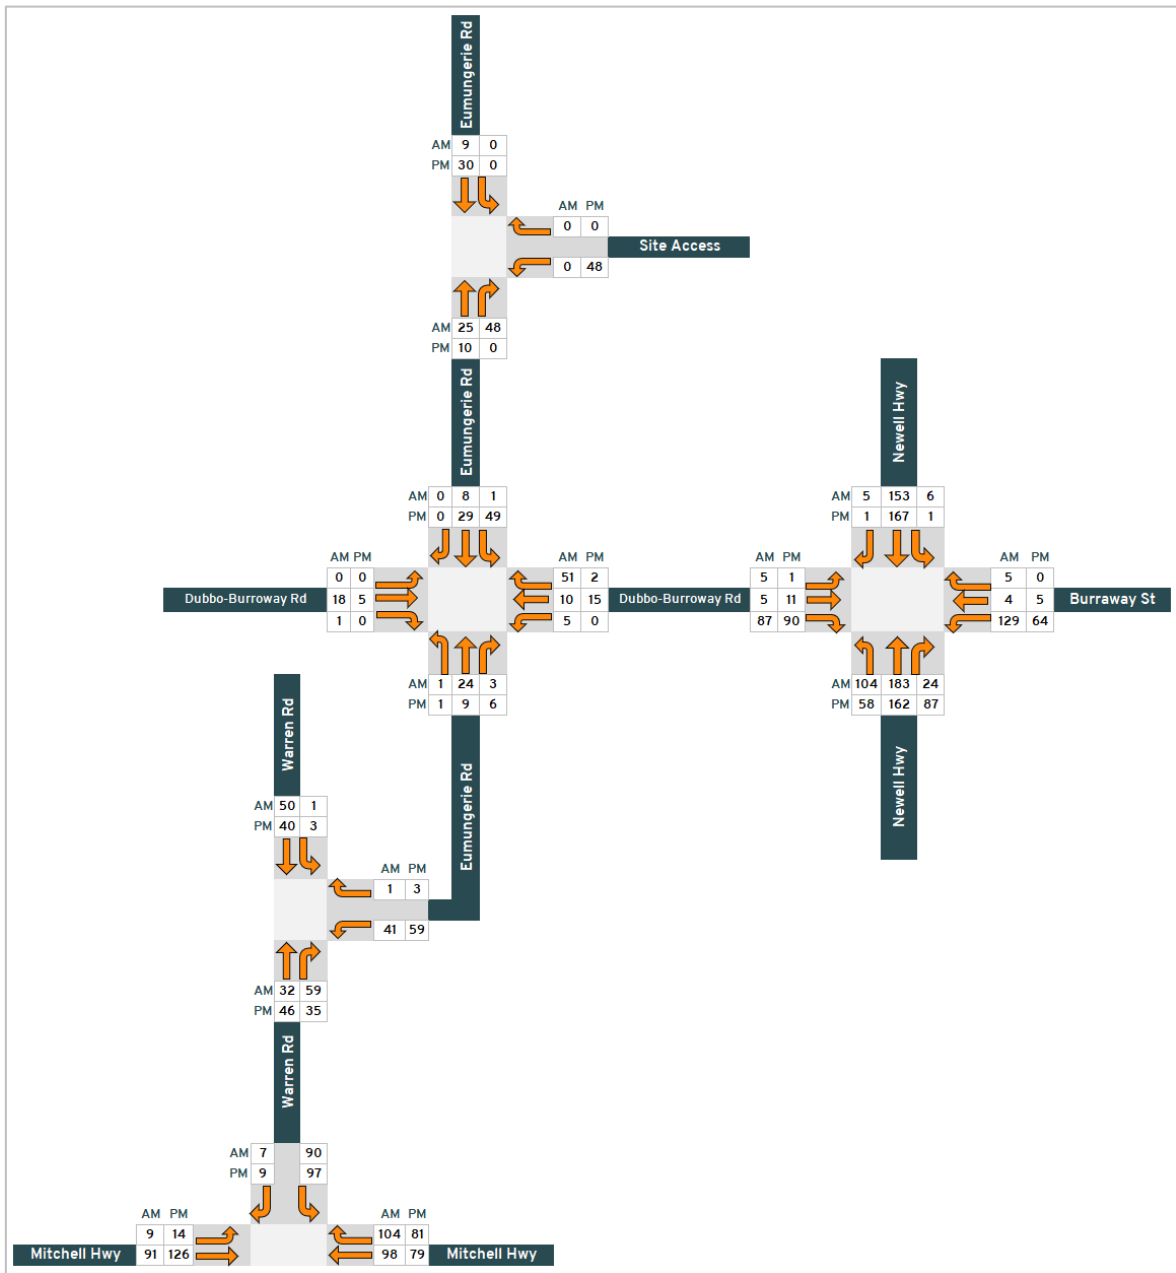 Eumungerie Rd
AM 9 0
PM 30 0
AM PM
0 0
Site Access
0 48
AM 25 48
PM 10 0
Eumungerie Rd
Newell Hwy
AM 0 8 1
PM 0 29 49
AM 5 153 6
PM 1 167 1
AM PM
0 0
18 5
1 0
Dubbo-Burroway Rd
AM PM
51 2
10 15
5 0
Dubbo-Burroway Rd
AM PM
5 1
5 11
87 90
AM PM
5 0
4 5
129 64
Burraway St
AM 1 24 3
PM 1 9 6
AM 104 183 24
PM 58 162 87
Warren Rd
Eumungerie Rd
Newell Hwy
AM 50 1
PM 40 3
AM PM
1 3
41 59
AM 32 59
PM 46 35
Warren Rd
AM 7 90
PM 9 97
AM PM
9 14
91 126
Mitchell Hwy
AM PM
104 81
98 79
Mitchell Hwy